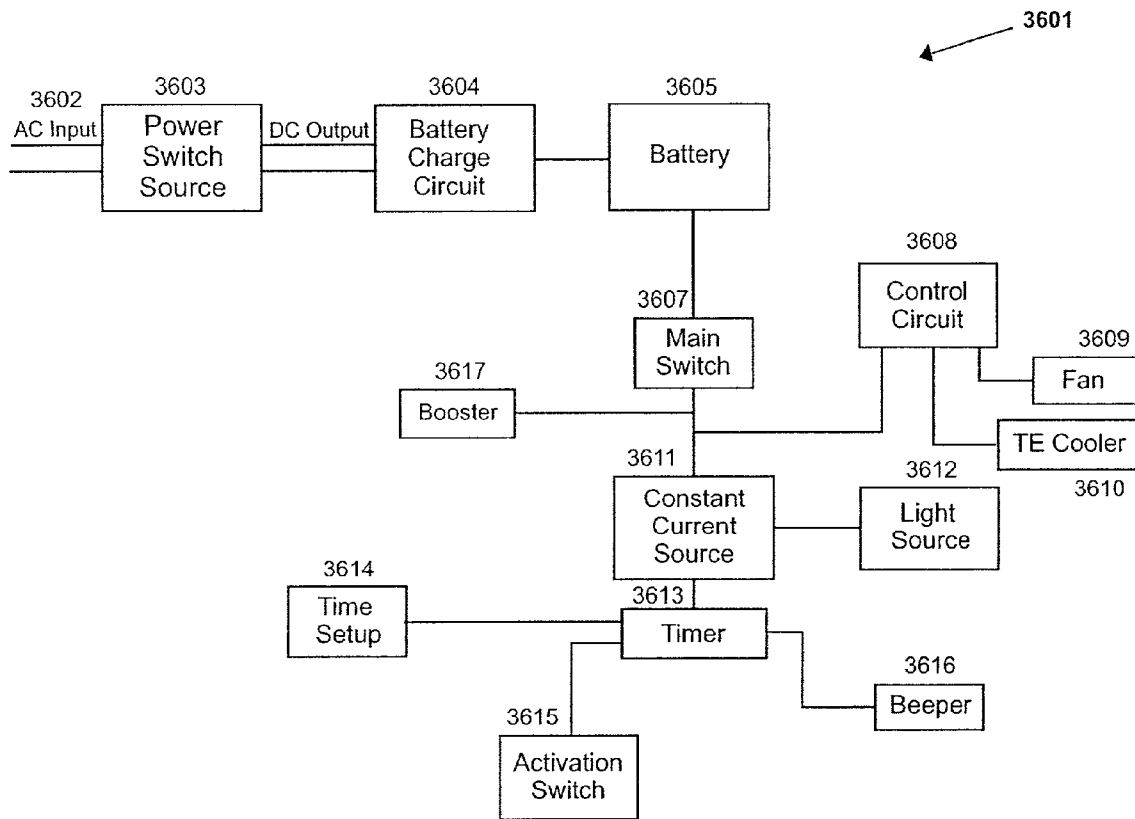 3601
3602
AC Input
3603
Power
Switch
Source
DC Output
3604
Battery
Charge
Circuit
3605
Battery
3607
Main
Switch
3608
Control
Circuit
3609
Fan
TE Cooler
3610
3617
Booster
3611
Constant
Current
Source
3612
Light
Source
3613
Timer
3614
Time
Setup
3615
Activation
Switch
3616
Beeper